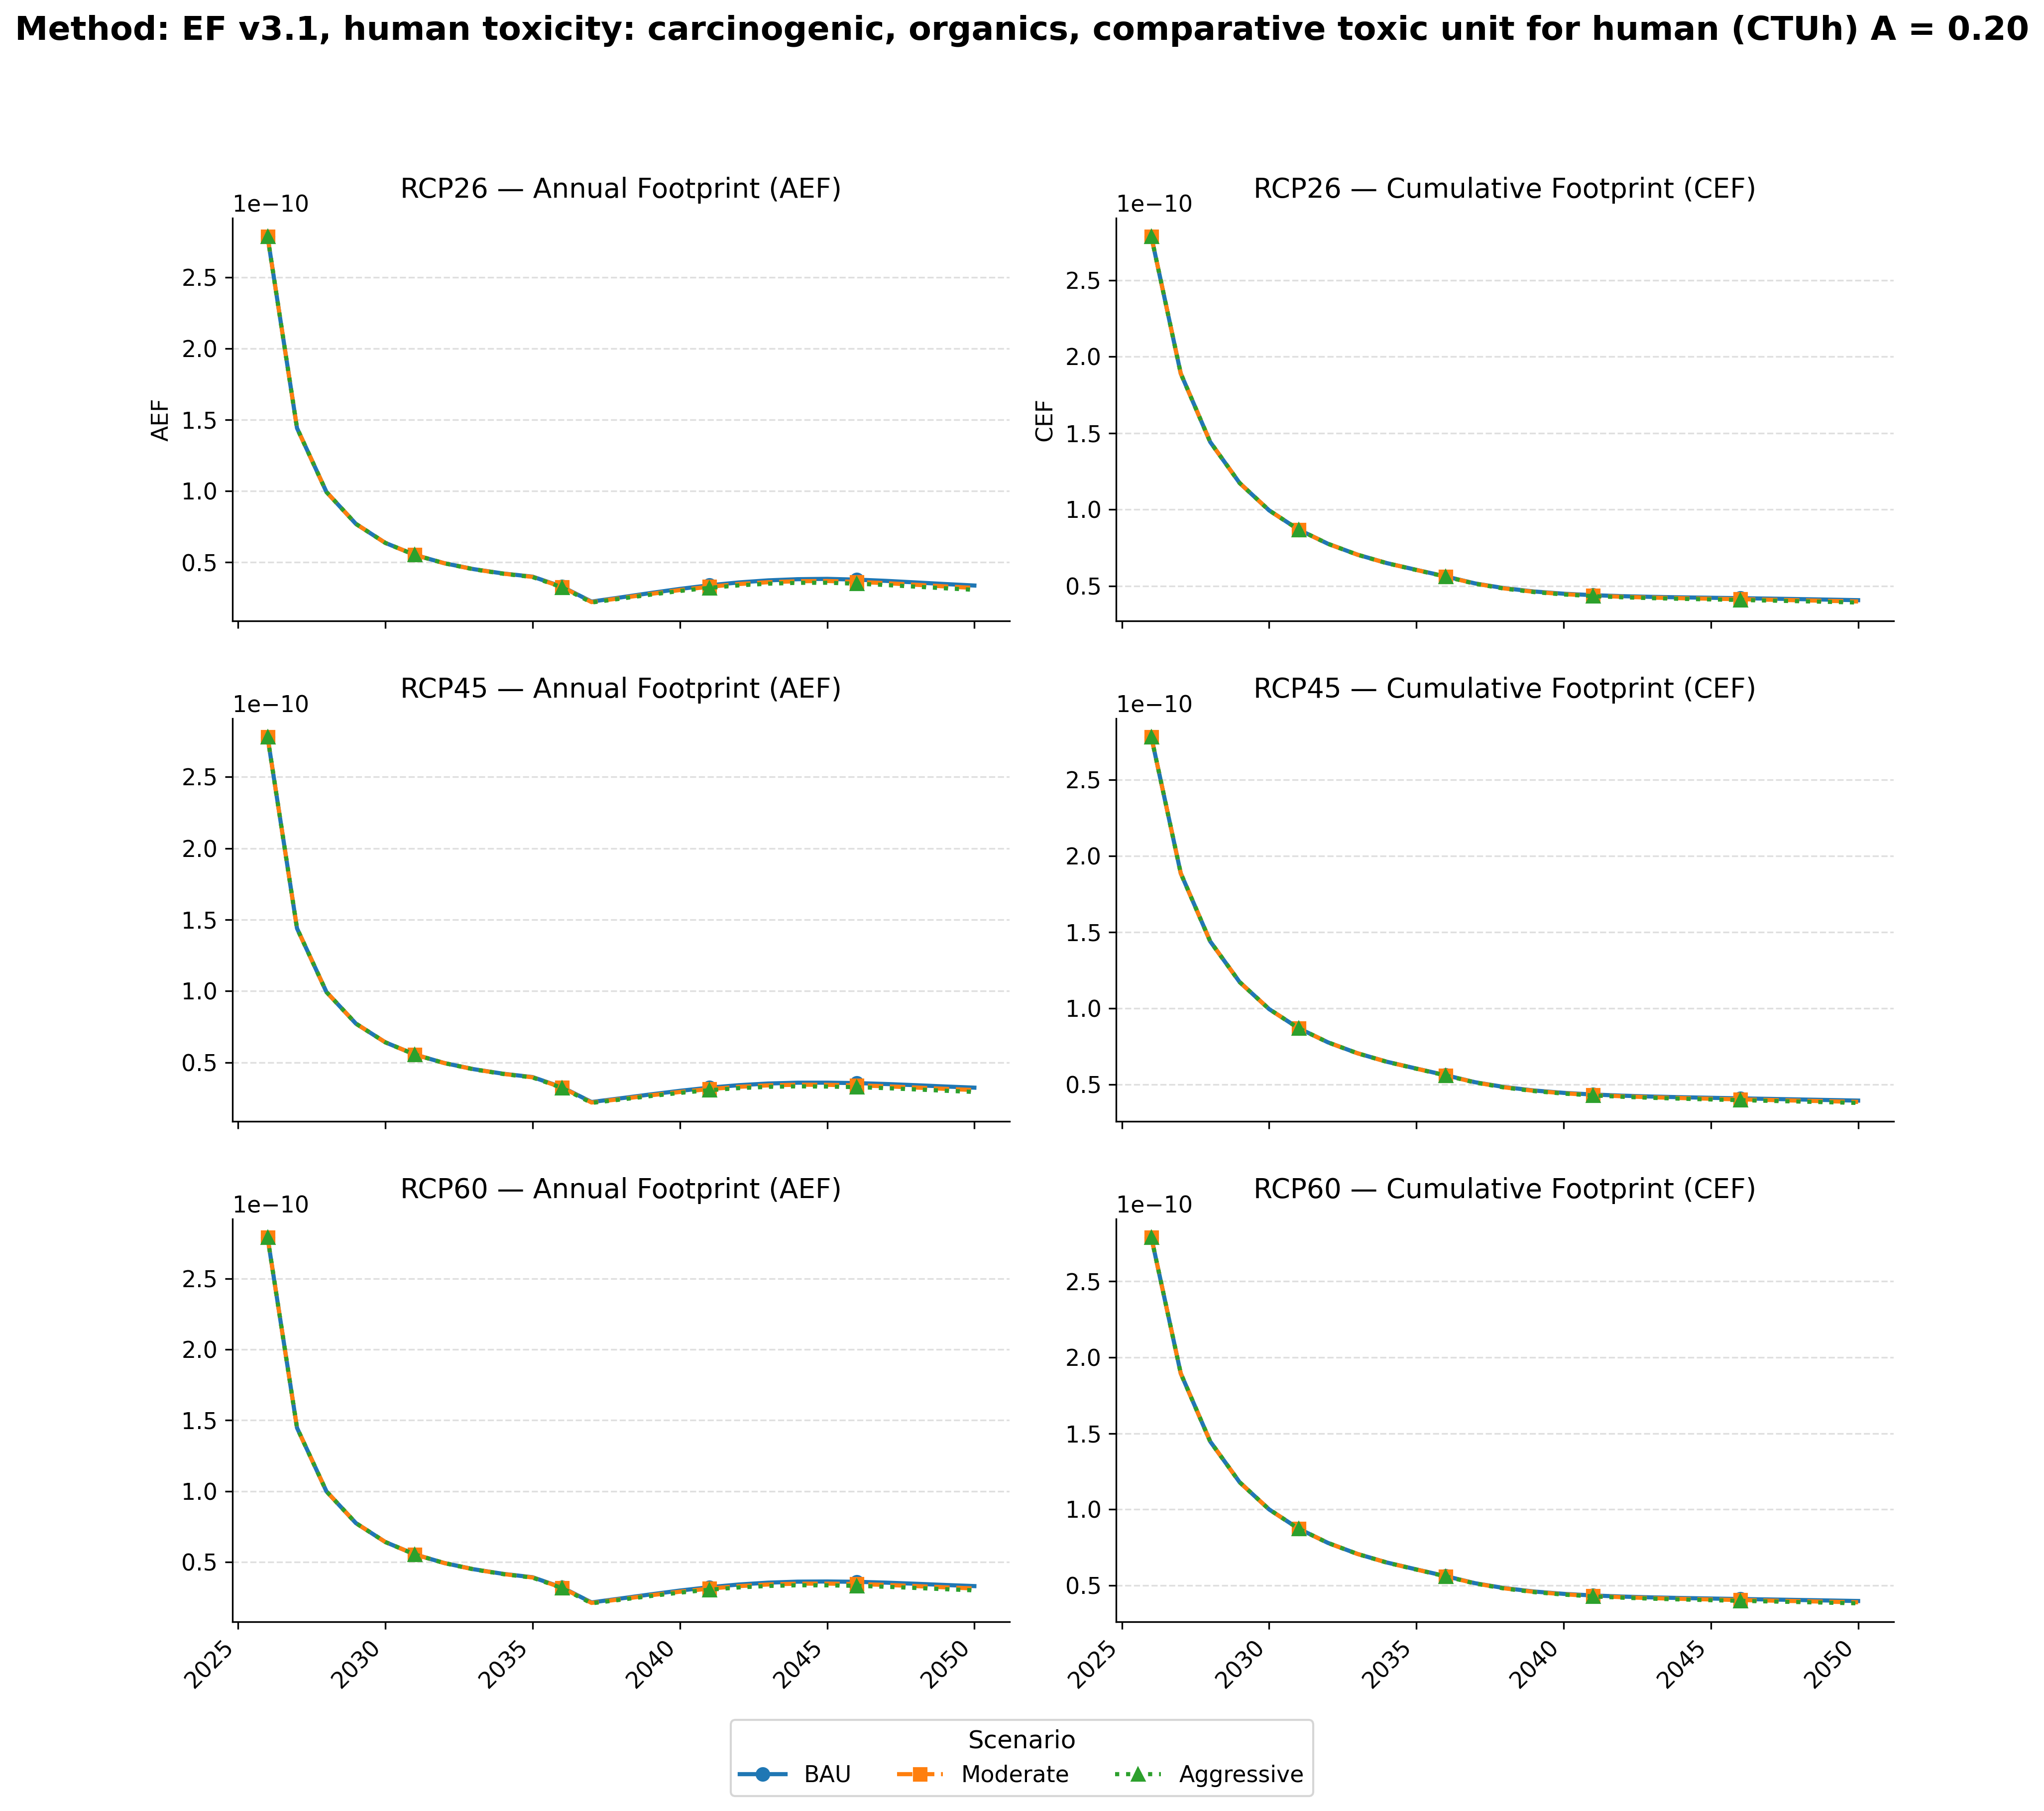 Method: EF v3.1, human toxicity: carcinogenic, organics, comparative toxic unit for human (CTUh) A = 0.20
RCP26 — Annual Footprint (AEF)
1e−10
2.5
2.0
1.5
1.0
0.5
AEF
RCP26 — Cumulative Footprint (CEF)
1e−10
2.5
2.0
1.5
1.0
0.5
CEF
RCP45 — Annual Footprint (AEF)
1e−10
2.5
2.0
1.5
1.0
0.5
RCP45 — Cumulative Footprint (CEF)
1e−10
2.5
2.0
1.5
1.0
0.5
RCP60 — Annual Footprint (AEF)
1e−10
2.5
2.0
1.5
1.0
0.5
2025
2030
2035
2040
2045
2050
RCP60 — Cumulative Footprint (CEF)
1e−10
2.5
2.0
1.5
1.0
0.5
2025
2030
2035
2040
2045
2050
Scenario
BAU
Moderate
Aggressive